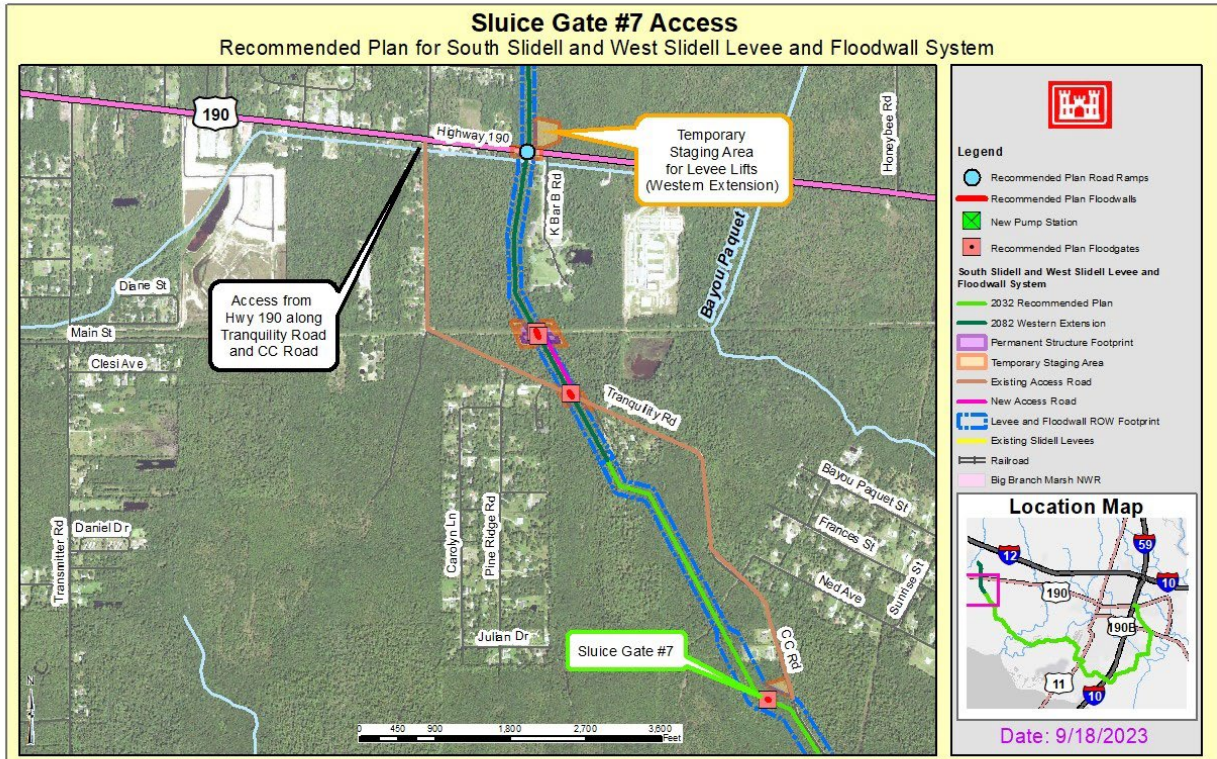 Sluice Gate #7 Access
Recommended Plan for South Slidell and West Slidell Levee and Floodwall System
190
Highway 190
Temporary
Staging Area
for Levee Lifts
(Western Extension)
Honeybee Rd
K Bar B Rd
Bayou Paquet
Access from
Hwy 190 along
Tranquility Road
and CC Road
Diane St
Main St
Clesi Ave
Tranquility Rd
Transmitter Rd
Daniel Dr
Carolyn Ln
Pine Ridge Rd
Julian Dr
Bayou Paquet St
Frances St
Ned Ave
Sunrise St
CC Rd
Sluice Gate #7
N
0 450 900 1,800 2,700 3,600
Feet
Legend
Recommended Plan Road Ramps
Recommended Plan Floodwalls
New Pump Station
Recommended Plan Floodgates
South Slidell and West Slidell Levee and
Floodwall System
2032 Recommended Plan
2082 Western Extension
Permanent Structure Footprint
Temporary Staging Area
Existing Access Road
New Access Road
Levee and Floodwall ROW Footprint
Existing Slidell Levees
Railroad
Big Branch Marsh NWR
Location Map
12
59
10
190
190B
11
10
Date: 9/18/2023